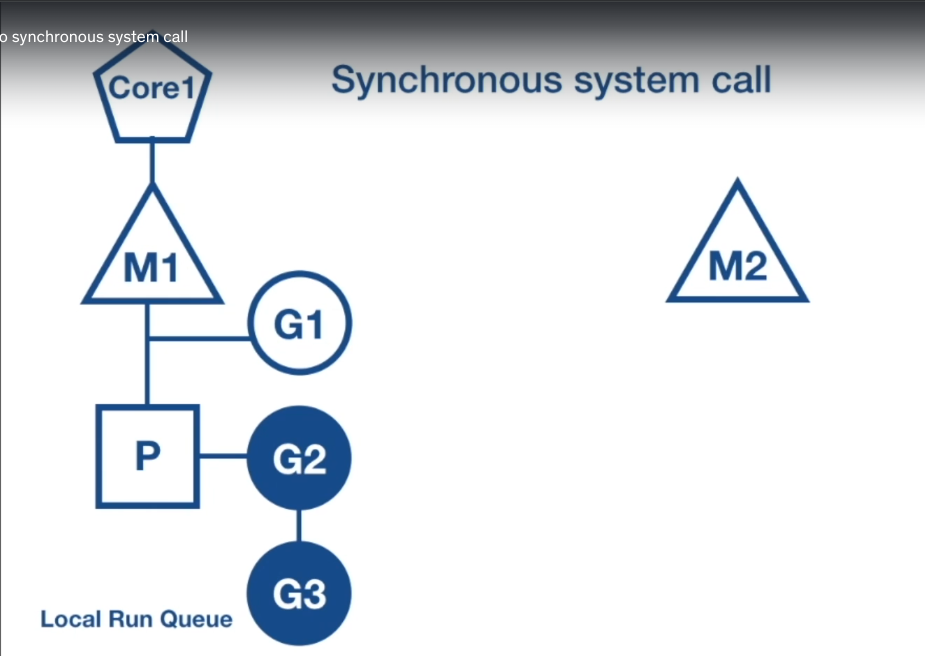 o synchronous system call
Core1
Synchronous system call
M1
M2
G1
P
G2
G3
Local Run Queue